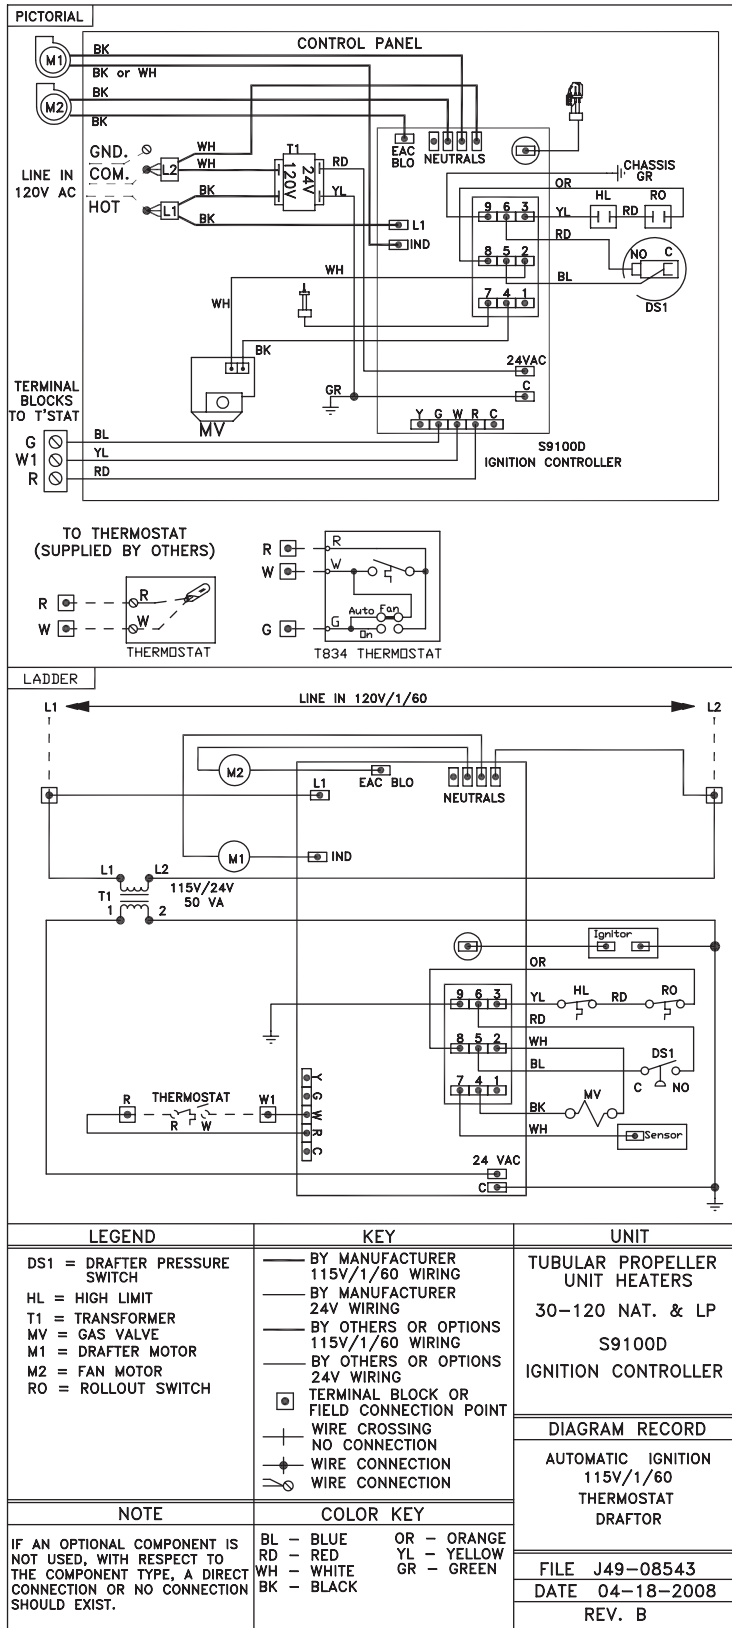 PICTORIAL
CONTROL PANEL
M1
BK
BK or WH
M2
BK
BK
EAC
BLO
NEUTRALS
GND.
COM.
HOT
LINE IN
120V AC
L2
L1
WH
WH
BK
BK
T1
120V
24V
RD
YL
CHASSIS
GR
OR
HL
RO
9 6 3
YL
RD
RD
L1
IND
8 5 2
NO C
BL
DS1
WH
WH
7 4 1
BK
MV
24VAC
C
GR
TERMINAL
BLOCKS
TO T'STAT
Y G W R C
S9100D
IGNITION CONTROLLER
G
BL
W1
YL
R
RD
TO THERMOSTAT
(SUPPLIED BY OTHERS)
R
R
W
W
THERMOSTAT
R
R
W
W
Auto Fan
G
G
On
T834 THERMOSTAT
LADDER
L1
LINE IN 120V/1/60
L2
M2
EAC BLO
NEUTRALS
L1
M1
IND
L1
L2
T1
115V/24V
50 VA
1
2
Ignitor
OR
9 6 3
YL
HL
RD
RO
RD
8 5 2
WH
BL
DS1
C
NO
7 4 1
MV
BK
WH
Sensor
Y
G
W
R
C
R
THERMOSTAT
W1
R
W
24 VAC
C
LEGEND
DS1 = DRAFTER PRESSURE
SWITCH
HL = HIGH LIMIT
T1 = TRANSFORMER
MV = GAS VALVE
M1 = DRAFTER MOTOR
M2 = FAN MOTOR
RO = ROLLOUT SWITCH
KEY
BY MANUFACTURER
115V/1/60 WIRING
BY MANUFACTURER
24V WIRING
BY OTHERS OR OPTIONS
115V/1/60 WIRING
BY OTHERS OR OPTIONS
24V WIRING
TERMINAL BLOCK OR
FIELD CONNECTION POINT
WIRE CROSSING
NO CONNECTION
WIRE CONNECTION
WIRE CONNECTION
UNIT
TUBULAR PROPELLER
UNIT HEATERS
30-120 NAT. & LP
S9100D
IGNITION CONTROLLER
DIAGRAM RECORD
AUTOMATIC IGNITION
115V/1/60
THERMOSTAT
DRAFTOR
NOTE
IF AN OPTIONAL COMPONENT IS
NOT USED, WITH RESPECT TO
THE COMPONENT TYPE, A DIRECT
CONNECTION OR NO CONNECTION
SHOULD EXIST.
COLOR KEY
BL - BLUE OR - ORANGE
RD - RED YL - YELLOW
WH - WHITE GR - GREEN
BK - BLACK
FILE J49-08543
DATE 04-18-2008
REV. B